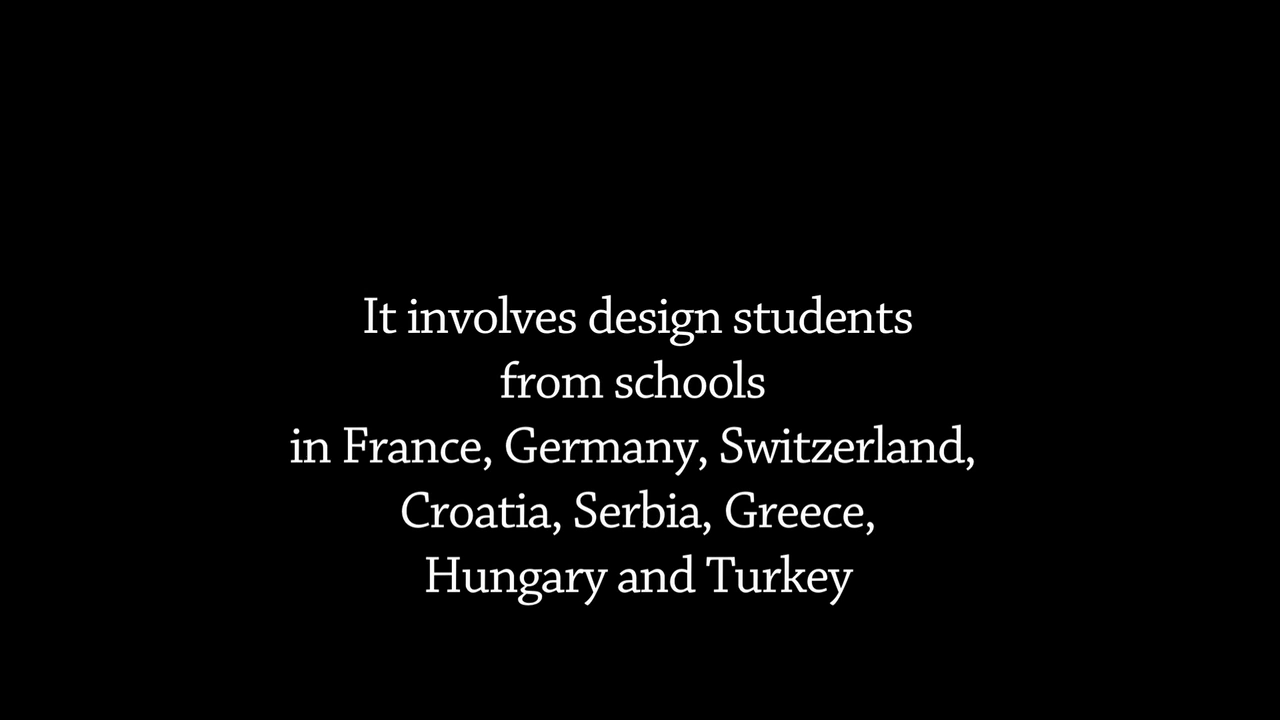 It involves design students
from schools
in France, Germany, Switzerland,
Croatia, Serbia, Greece,
Hungary and Turkey